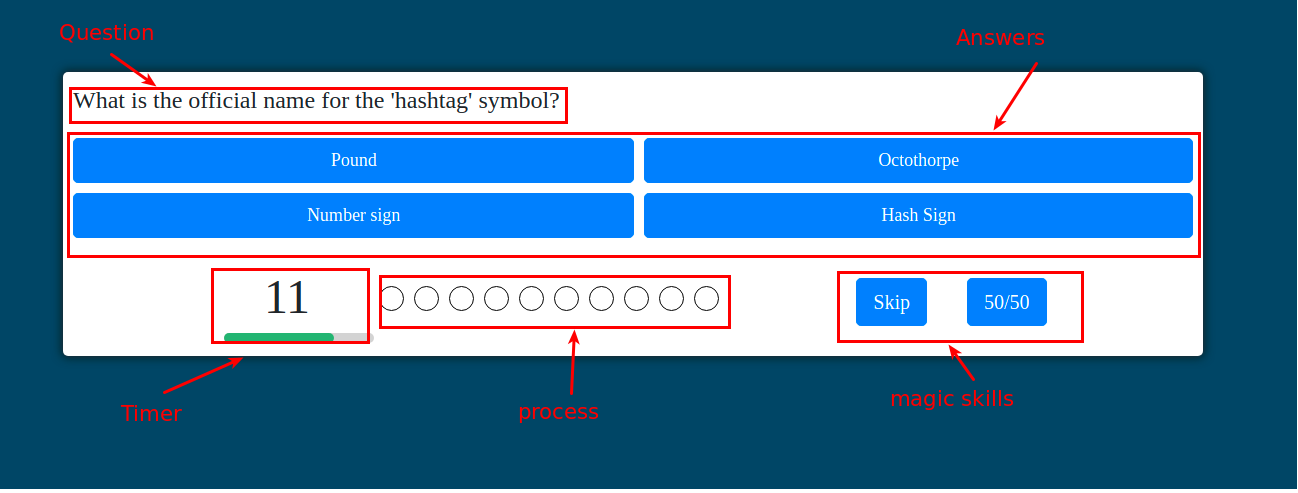 Question
Answers
What is the official name for the 'hashtag' symbol?
Pound
Octothorpe
Number sign
Hash Sign
11
Skip
50/50
Timer
process
magic skills